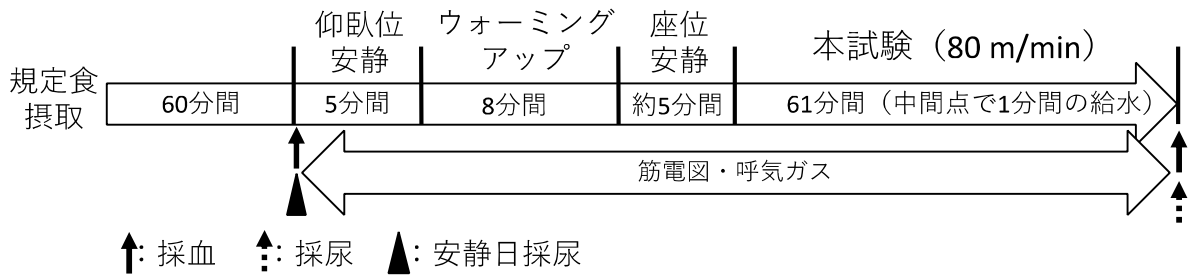 規定食
摂取
仰臥位
安静
ウォーミング
アップ
座位
安静
本試験（80 m/min）
60分間
5分間
8分間
約5分間
61分間（中間点で1分間の給水）
筋電図・呼気ガス
：採血
：採尿
：安静日採尿